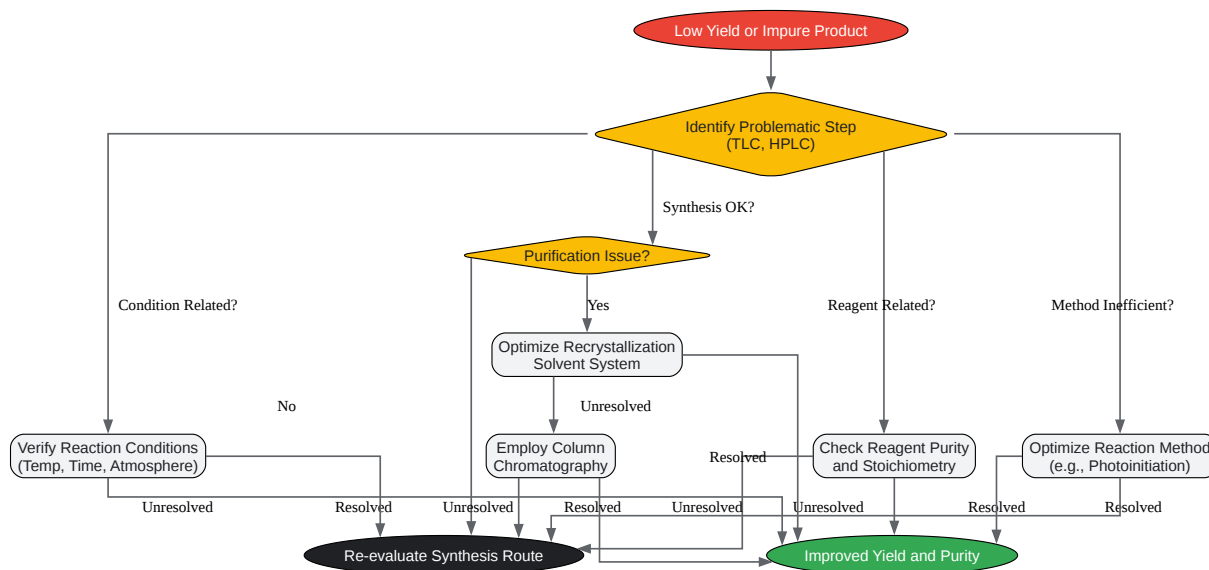 Low Yield or Impure Product
Identify Problematic Step
(TLC, HPLC)
Synthesis OK?
Purification Issue?
Condition Related?
Yes
Reagent Related?
Method Inefficient?
Optimize Recrystallization
Solvent System
No
Unresolved
Verify Reaction Conditions
(Temp, Time, Atmosphere)
Employ Column
Chromatography
Resolved
Check Reagent Purity
and Stoichiometry
Optimize Reaction Method
(e.g., Photoinitiation)
Unresolved
Resolved
Unresolved
Resolved
Unresolved
Unresolved
Resolved
Resolved
Re-evaluate Synthesis Route
Improved Yield and Purity